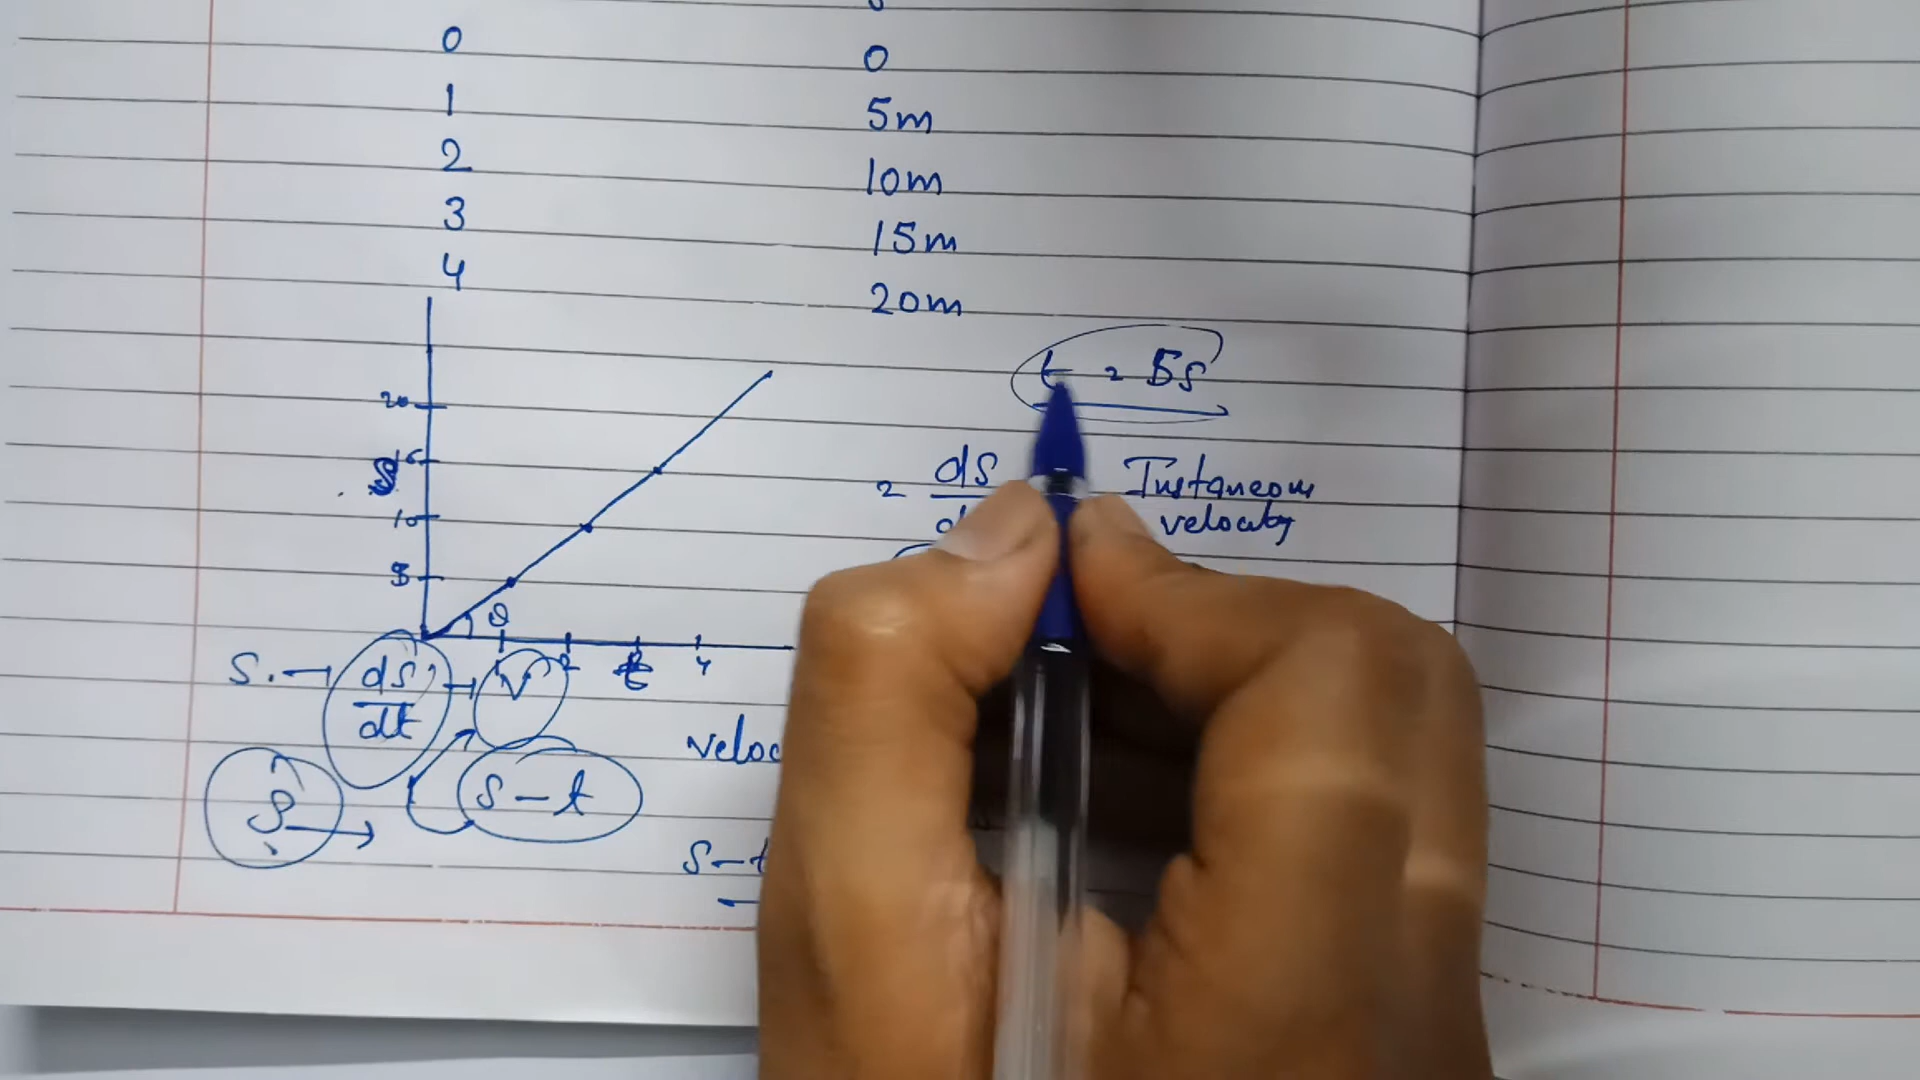 0 0
1 5m
2 10m
3 15m
4 20m
t = 5s
20
15
S
10
5
θ
= ds Instaneous
velocity
1 2 t 4
S. → ds → V
dt
veloc
S S-t
S-t